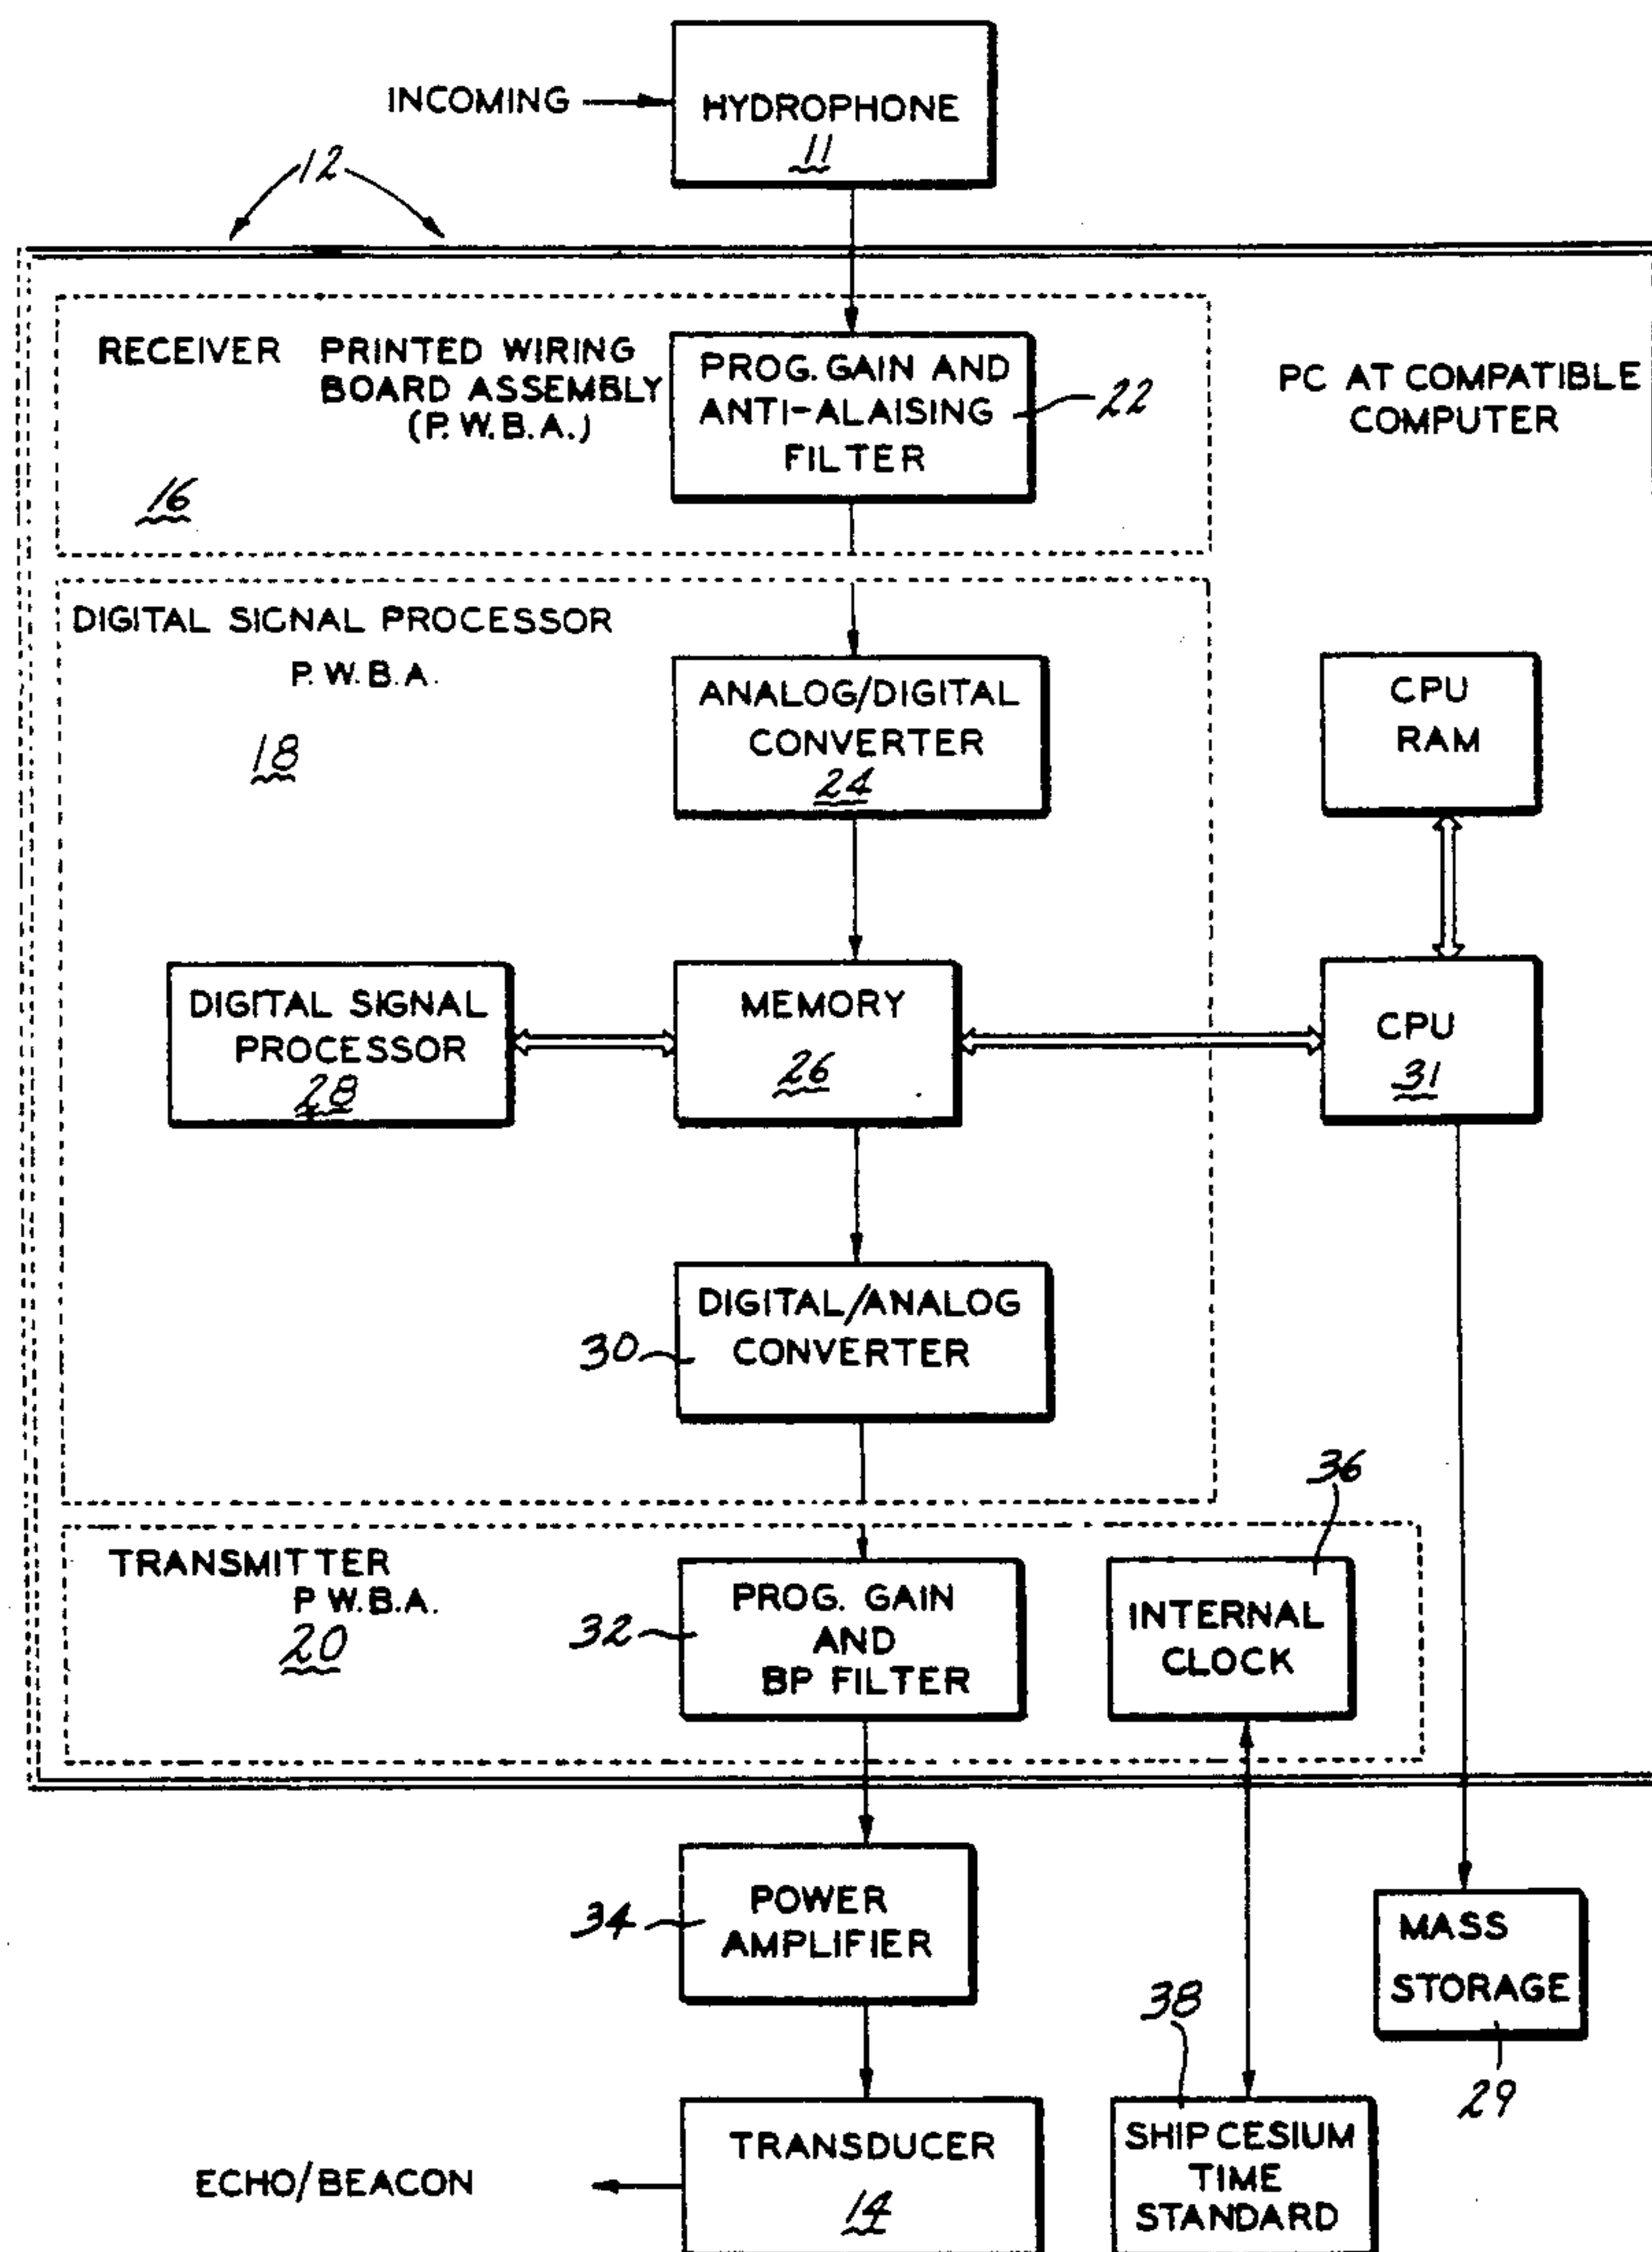 INCOMING
HYDROPHONE
11
12
RECEIVER PRINTED WIRING
BOARD ASSEMBLY
(P.W.B.A.)
16
PROG. GAIN AND
ANTI-ALAISING
FILTER
22
PC AT COMPATIBLE
COMPUTER
DIGITAL SIGNAL PROCESSOR
P.W.B.A.
18
ANALOG/DIGITAL
CONVERTER
24
CPU
RAM
DIGITAL SIGNAL
PROCESSOR
28
MEMORY
26
CPU
31
DIGITAL/ANALOG
CONVERTER
30
36
TRANSMITTER
P W.B.A.
20
PROG. GAIN
AND
BP FILTER
32
INTERNAL
CLOCK
POWER
AMPLIFIER
34
MASS
STORAGE
29
38
TRANSDUCER
14
ECHO/BEACON
SHIP CESIUM
TIME
STANDARD